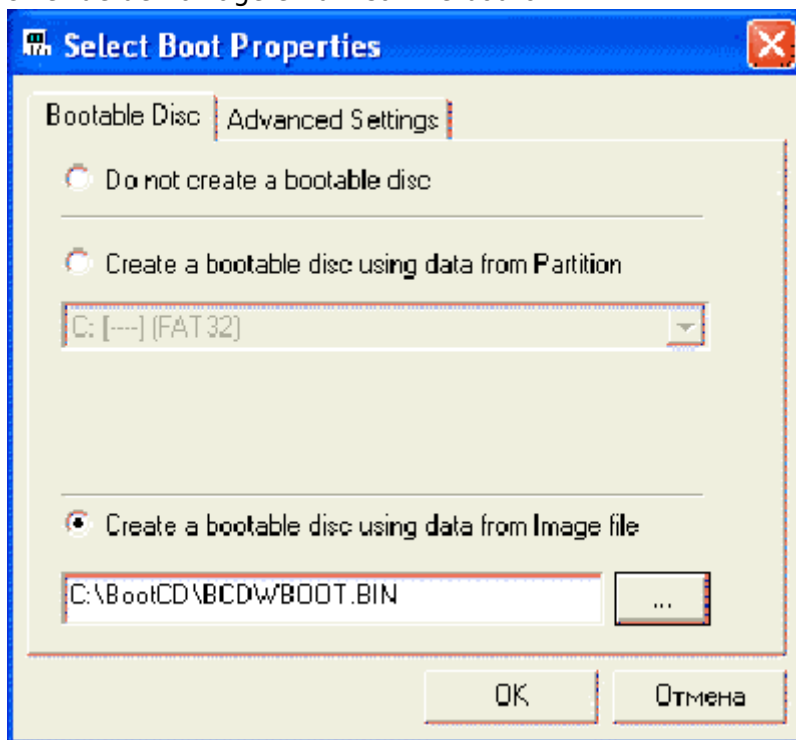 Select Boot Properties
Bootable Disc Advanced Settings
Do not create a bootable disc
Create a bootable disc using data from Partition
C: [----] (FAT32)
Create a bootable disc using data from Image file
C:\BootCD\BCDWBOOT.BIN ...
OK Отмена